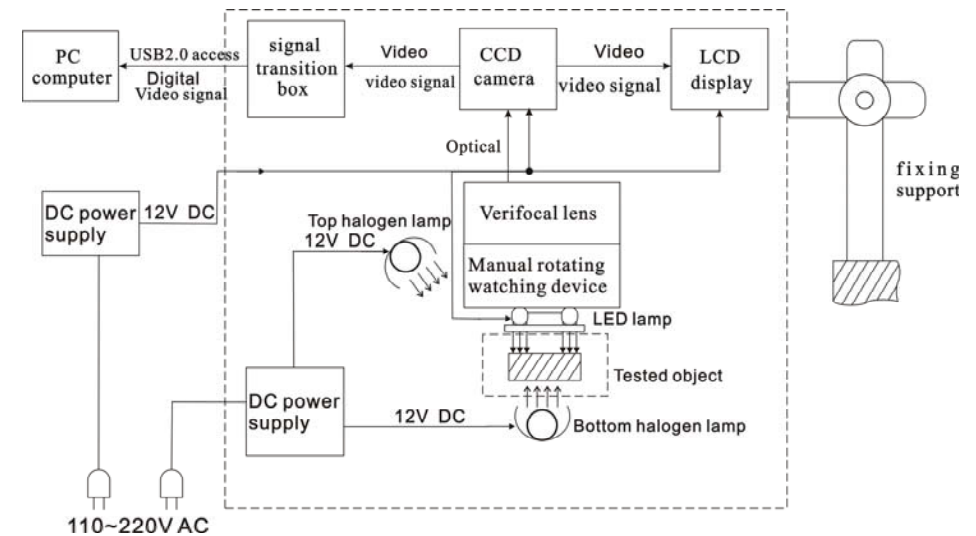 PC
computer
USB2.0 access
Digital
Video signal
signal
transition
box
Video
video signal
CCD
camera
Video
video signal
LCD
display
Optical
fixing
support
DC power
supply
12V DC
Top halogen lamp
12V DC
Verifocal lens
Manual rotating
watching device
LED lamp
Tested object
DC power
supply
12V DC
Bottom halogen lamp
110~220V AC